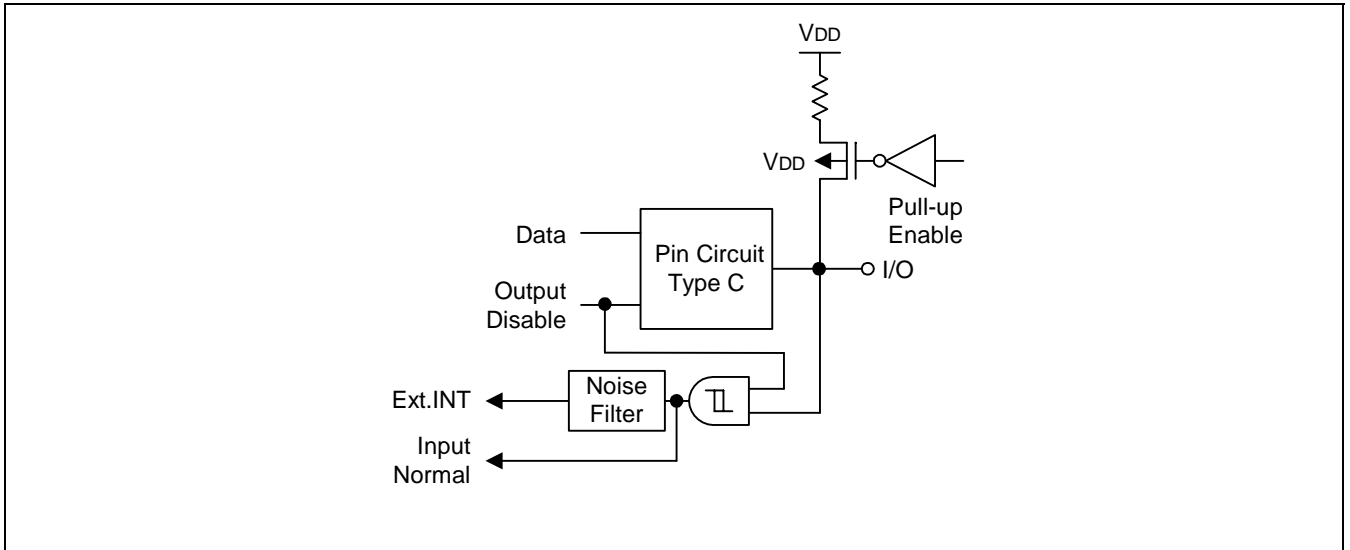 VDD
VDD
Pull-up
Enable
Data
Pin Circuit
Type C
I/O
Output
Disable
Ext.INT
Noise
Filter
Input
Normal